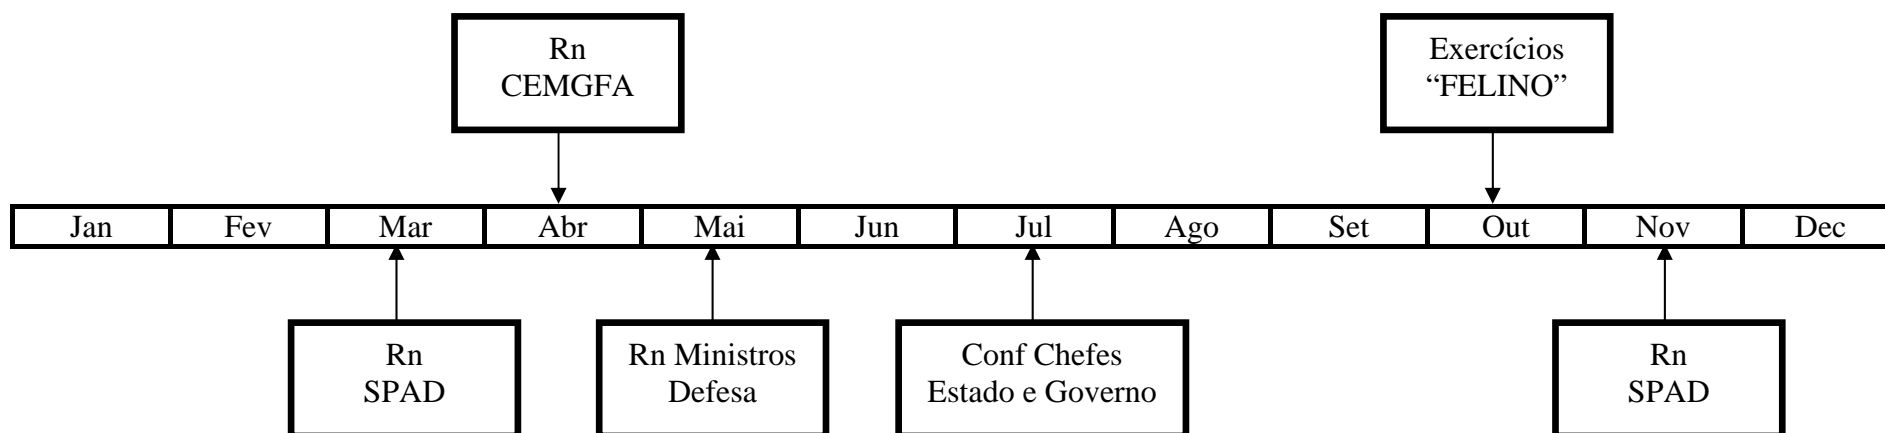 Rn
CEMGFA
Exercícios
“FELINO”
Jan Fev Mar Abr Mai Jun Jul Ago Set Out Nov Dec
Rn
SPAD
Rn Ministros
Defesa
Conf Chefes
Estado e Governo
Rn
SPAD